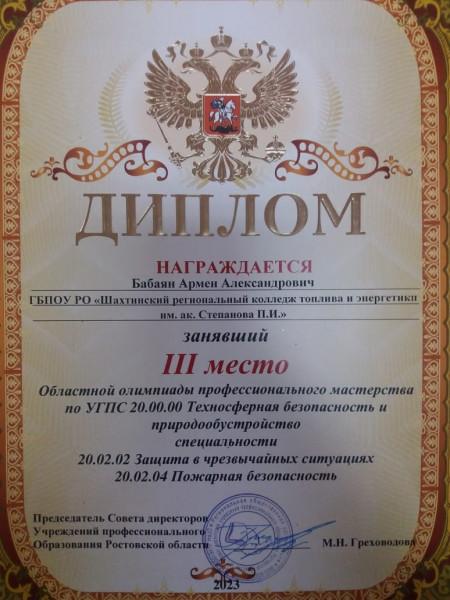 ДИПЛОМ
НАГРАЖДАЕТСЯ
Бабаян Армен Александрович
ГБПОУ РО «Шахтинский региональный колледж топлива и энергетики
им. ак. Степанова П.И.»
занявший
III место
Областной олимпиады профессионального мастерства
по УГПС 20.00.00 Техносферная безопасность и
природообустройство
специальности
20.02.02 Защита в чрезвычайных ситуациях
20.02.04 Пожарная безопасность
Председатель Совета директоров
Учреждений профессионального
Образования Ростовской области
М.Н. Греховодова
2023